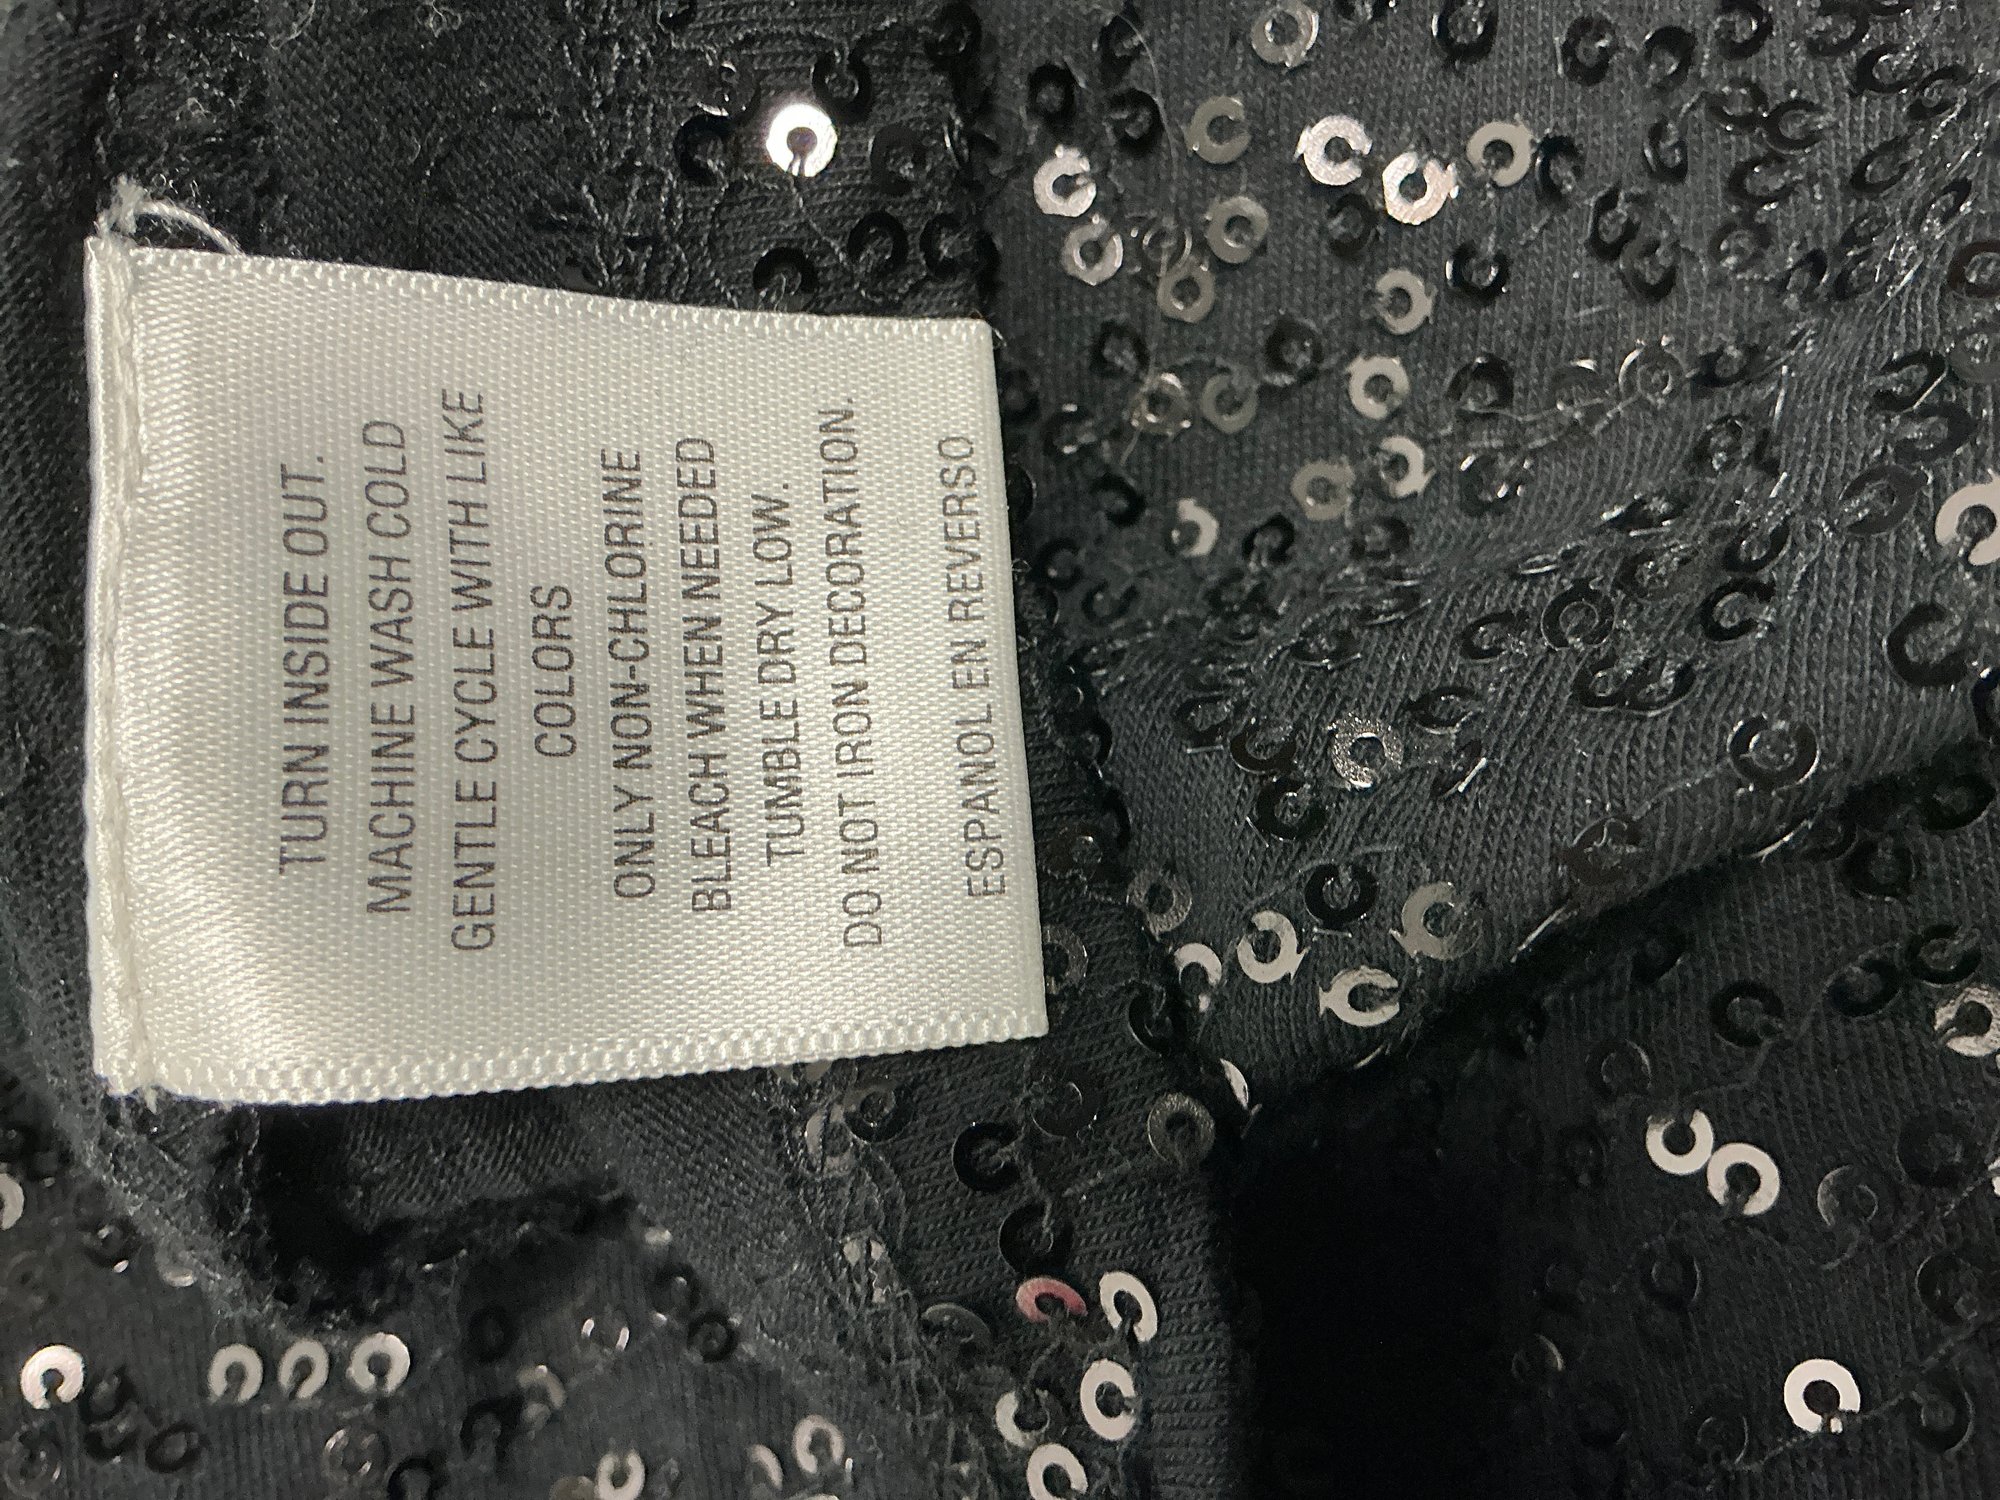 TURN INSIDE OUT.
MACHINE WASH COLD
GENTLE CYCLE WITH LIKE
COLORS
ONLY NON-CHLORINE
BLEACH WHEN NEEDED
TUMBLE DRY LOW.
DO NOT IRON DECORATION.
ESPANOL EN REVERSO